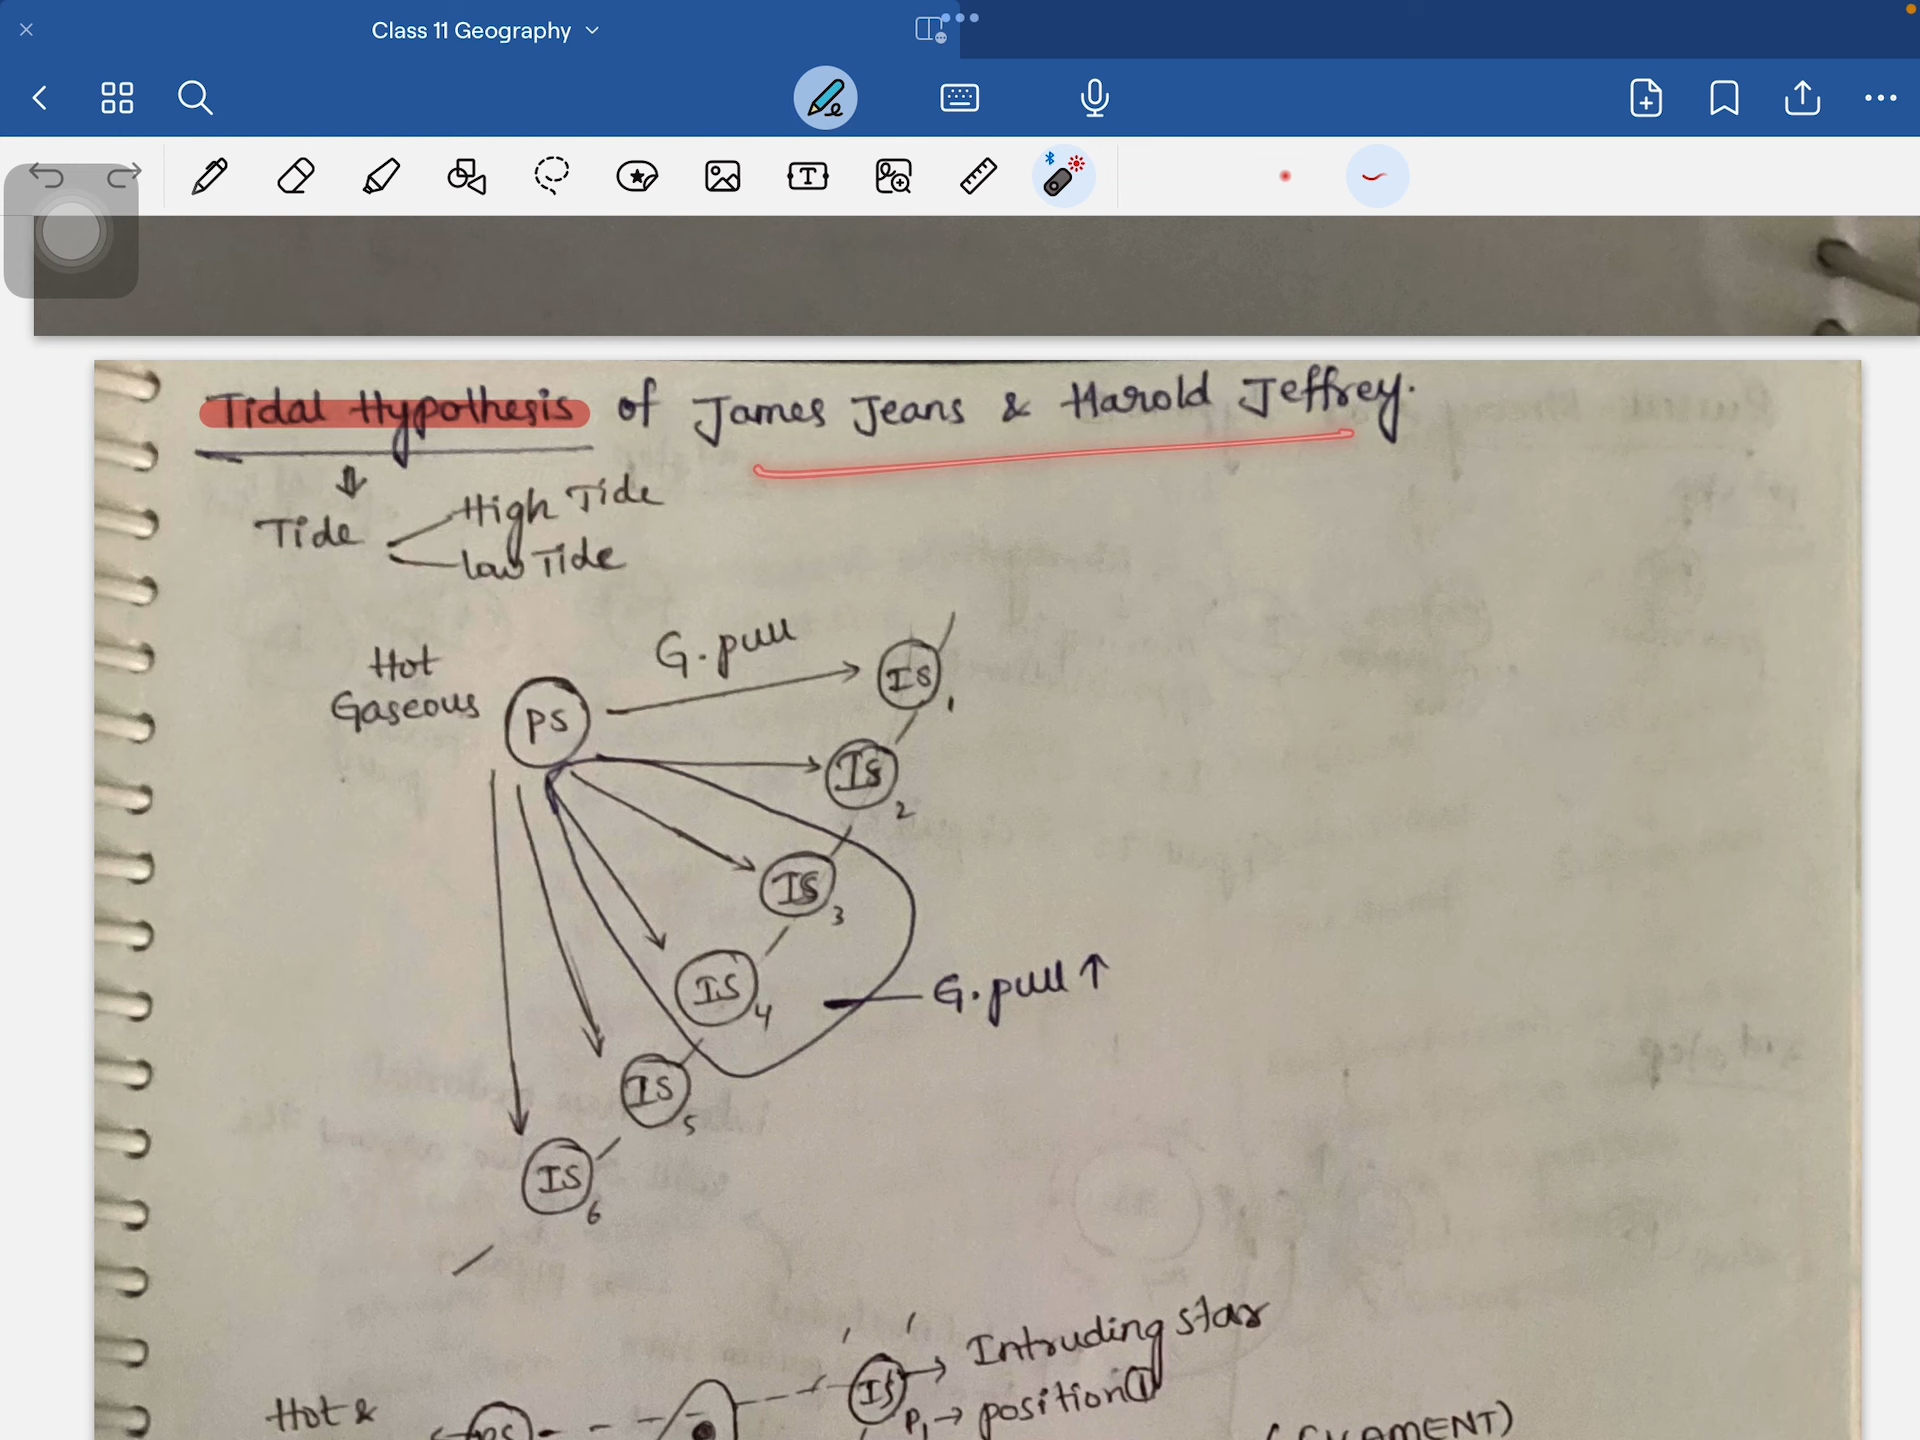 Class 11 Geography
T
Tidal Hypothesis of James Jeans & Harold Jeffrey.
Tide
High Tide
low Tide
Hot
Gaseous
PS
G. pull
IS 1
IS 2
IS 3
IS 4
G. pull ↑
IS 5
IS 6
IS → Intruding star
P1 → position ①
Hot &
PS